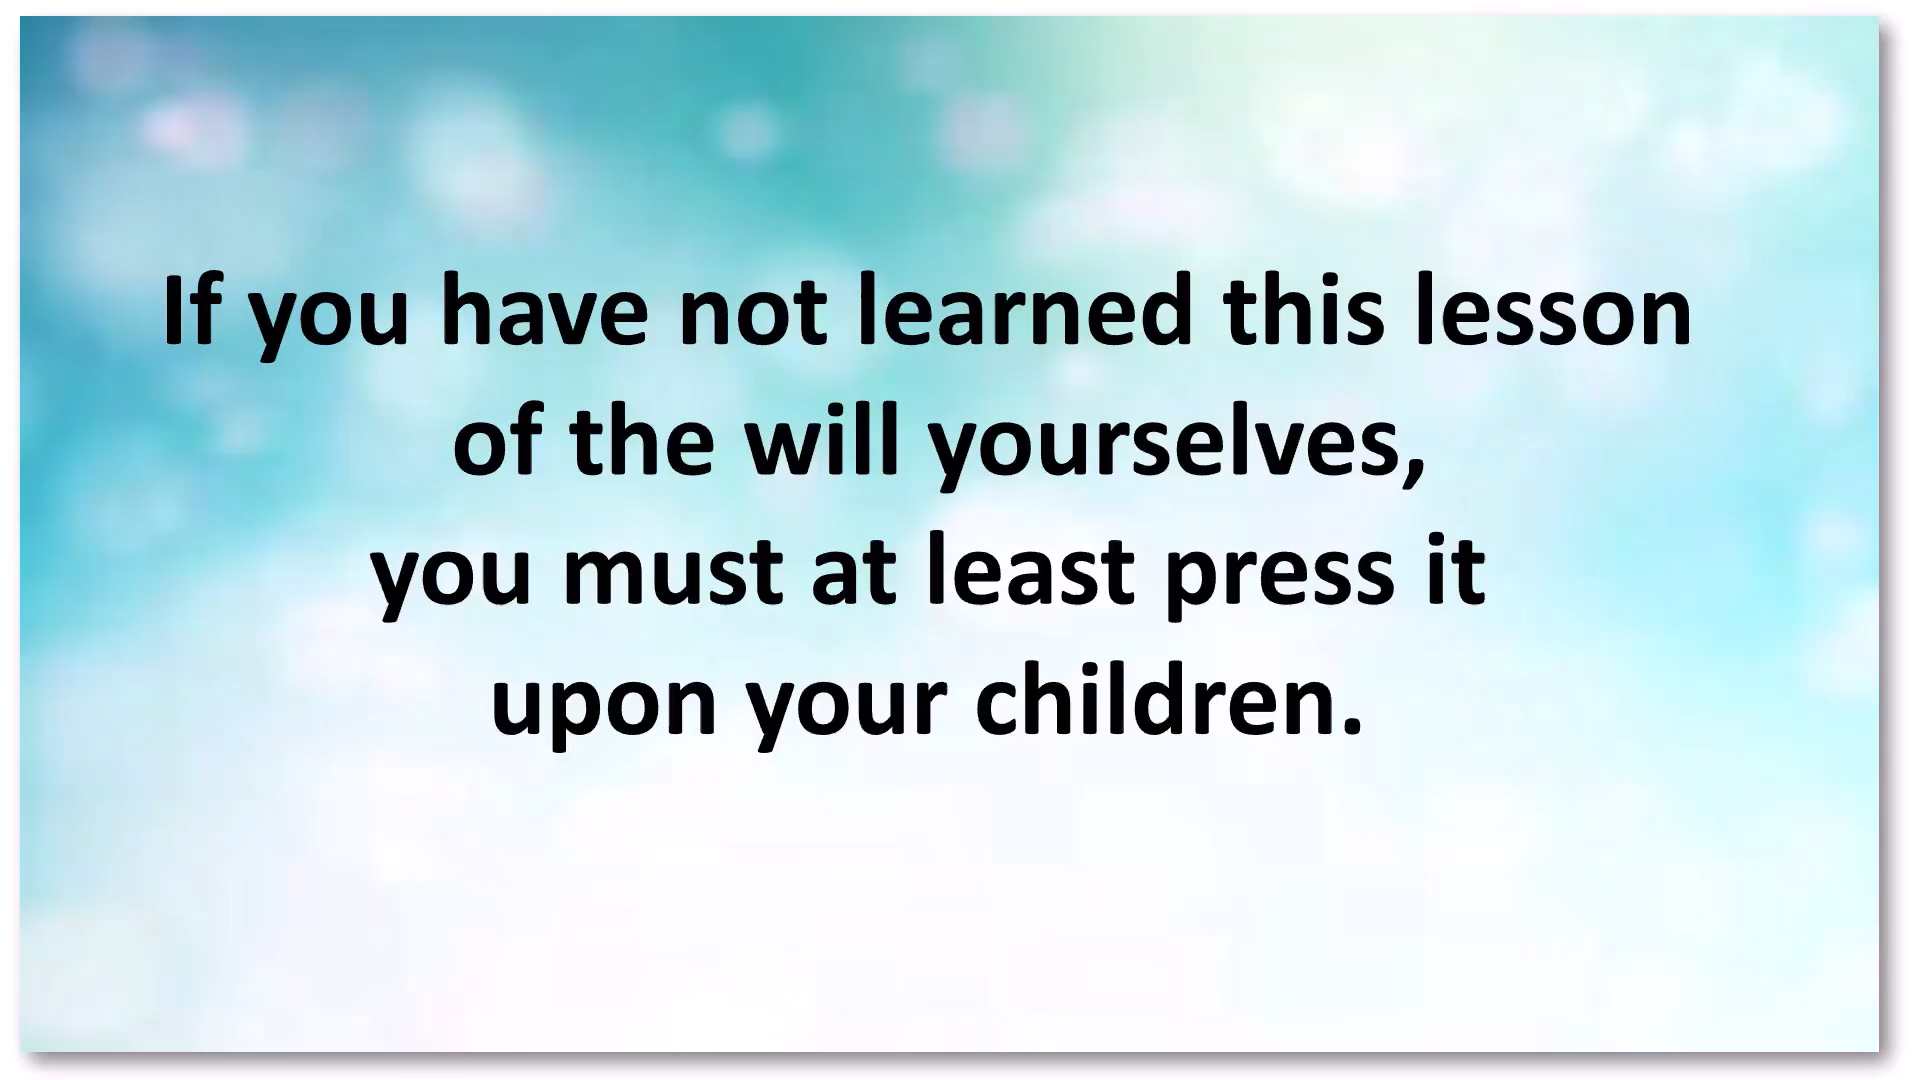 If you have not learned this lesson
of the will yourselves,
you must at least press it
upon your children.